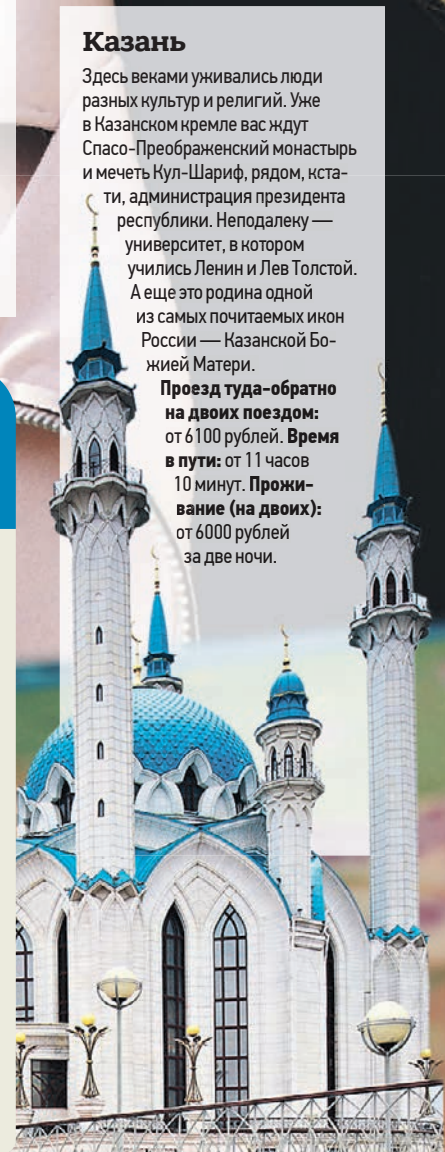 Казань
Здесь веками уживались люди
разных культур и религий. Уже
в Казанском кремле вас ждут
Спасо-Преображенский монастырь
и мечеть Кул-Шариф, рядом, кста-
ти, администрация президента
республики. Неподалеку —
университет, в котором
учились Ленин и Лев Толстой.
А еще это родина одной
из самых почитаемых икон
России — Казанской Бо-
жией Матери.
Проезд туда-обратно
на двоих поездом:
от 6100 рублей. Время
в пути: от 11 часов
10 минут. Прожи-
вание (на двоих):
от 6000 рублей
за две ночи.